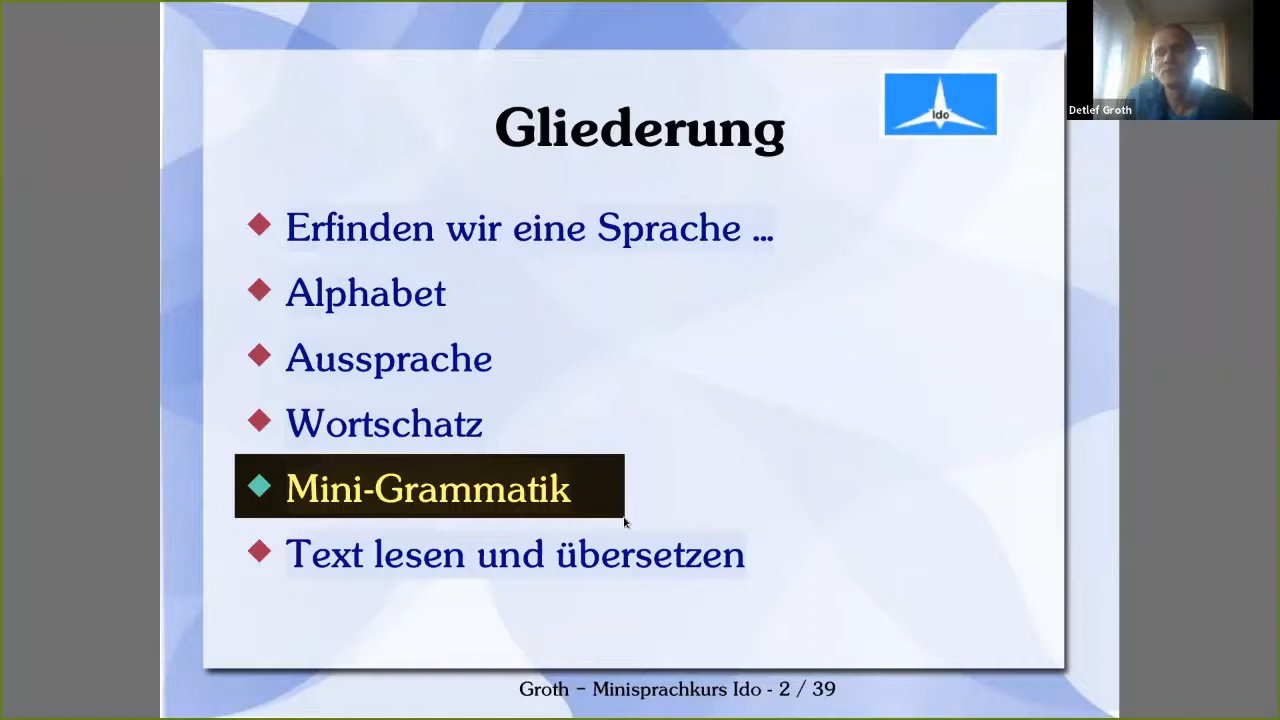 Gliederung
Ido
Detlef Groth
Erfinden wir eine Sprache ...
Alphabet
Aussprache
Wortschatz
Mini-Grammatik
Text lesen und übersetzen
Groth – Minisprachkurs Ido - 2 / 39